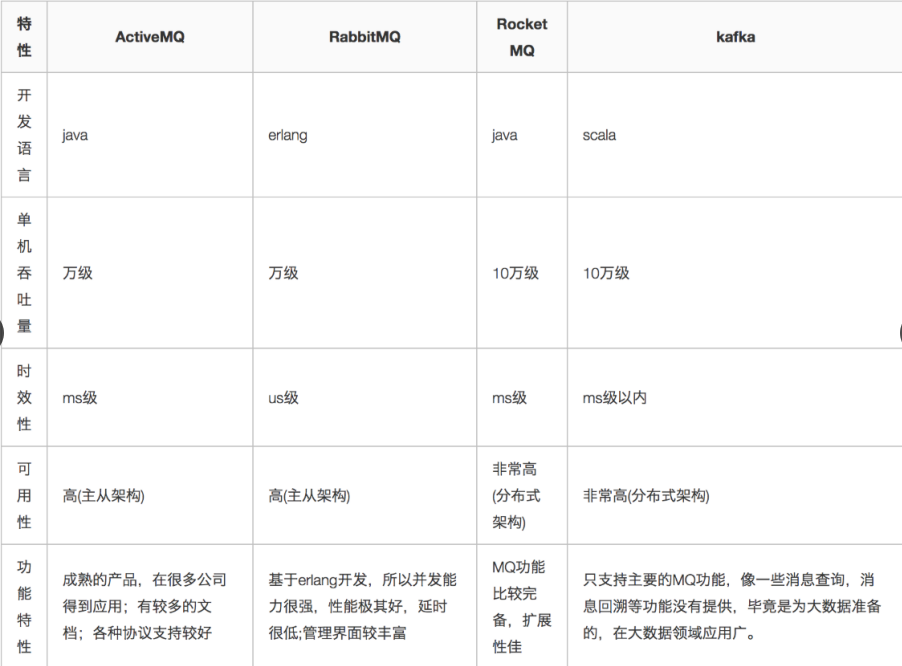 特
性
ActiveMQ
RabbitMQ
Rocket
MQ
kafka
开
发
语
言
java
erlang
java
scala
单
机
吞
吐
量
万级
万级
10万级
10万级
时
效
性
ms级
us级
ms级
ms级以内
可
用
性
高(主从架构)
高(主从架构)
非常高
(分布式
架构)
非常高(分布式架构)
功
能
特
性
成熟的产品，在很多公司
得到应用；有较多的文
档；各种协议支持较好
基于erlang开发，所以并发能
力很强，性能极其好，延时
很低;管理界面较丰富
MQ功能
比较完
备，扩展
性佳
只支持主要的MQ功能，像一些消息查询，消
息回溯等功能没有提供，毕竟是为大数据准备
的，在大数据领域应用广。